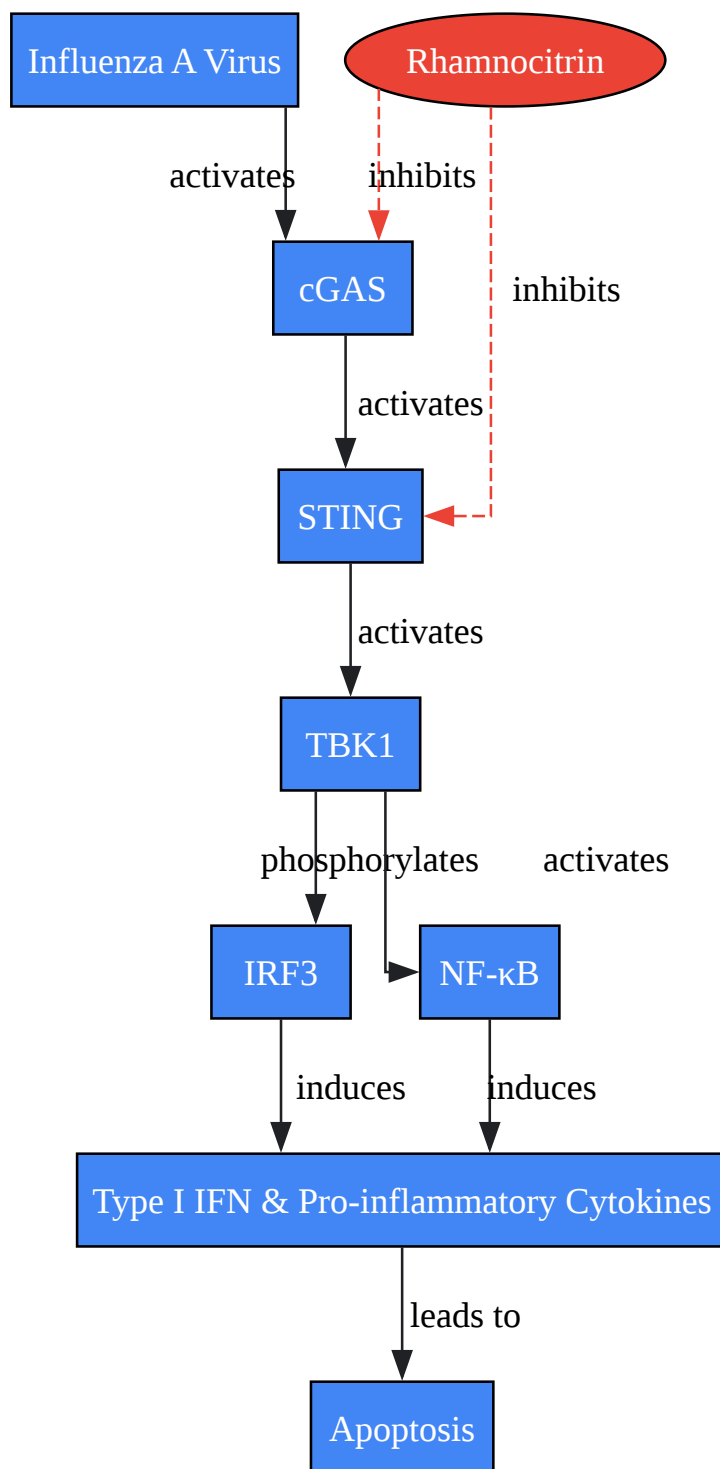 Influenza A Virus
Rhamnocitrin
activates
inhibits
cGAS
inhibits
activates
STING
activates
TBK1
phosphorylates
activates
IRF3
NF-κB
induces
induces
Type I IFN & Pro-inflammatory Cytokines
leads to
Apoptosis